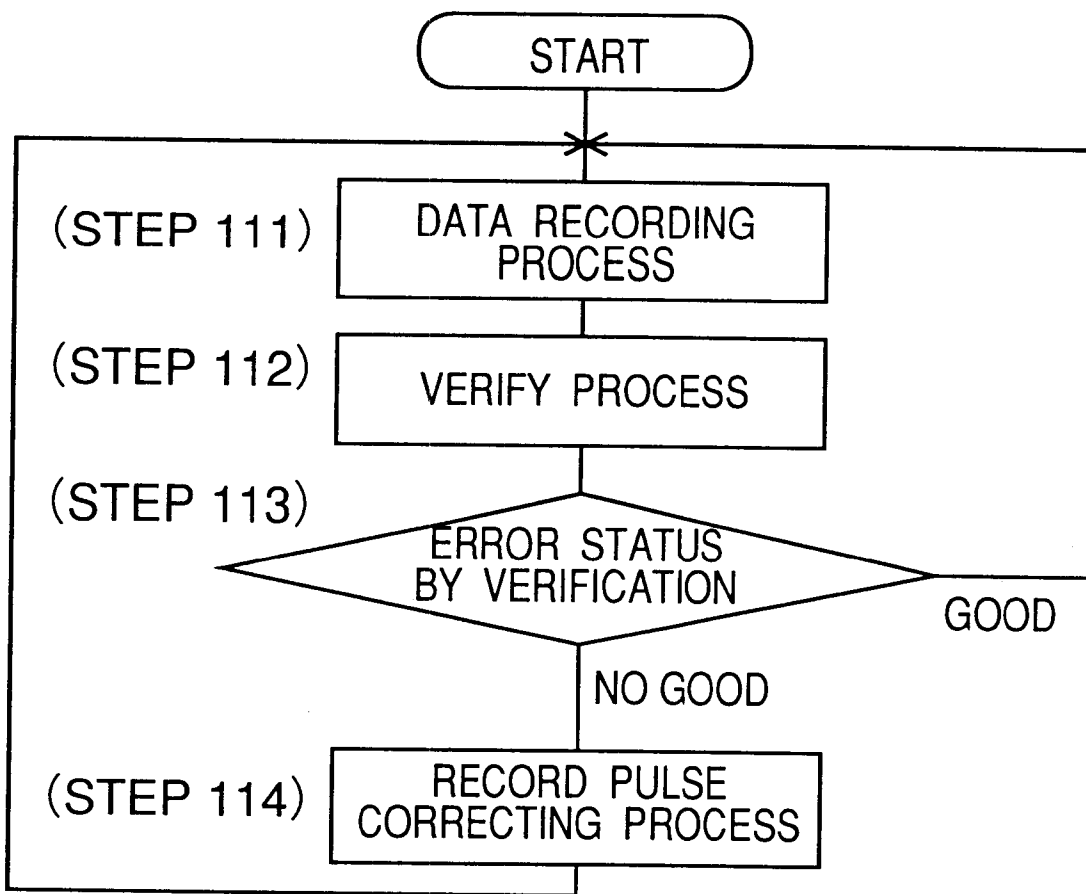 START
(STEP 111)
DATA RECORDING
PROCESS
(STEP 112)
VERIFY PROCESS
(STEP 113)
ERROR STATUS
BY VERIFICATION
GOOD
NO GOOD
(STEP 114)
RECORD PULSE
CORRECTING PROCESS